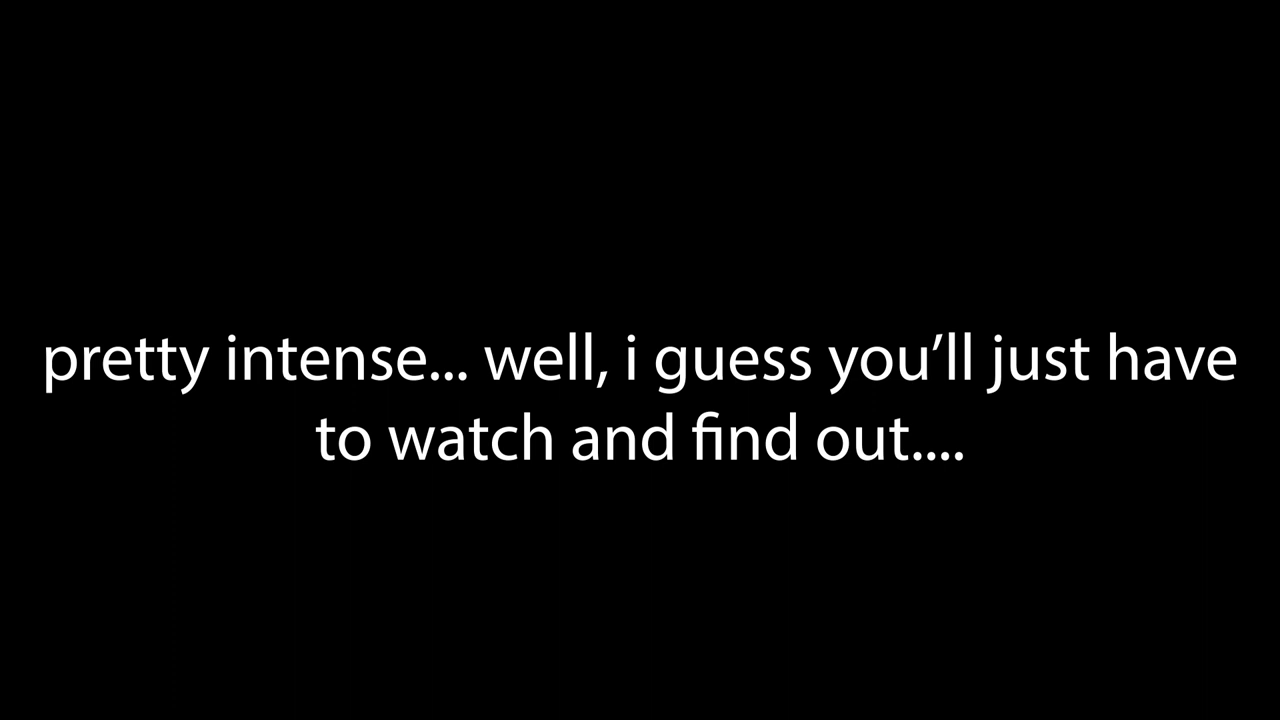 pretty intense... well, i guess you’ll just have
to watch and find out....